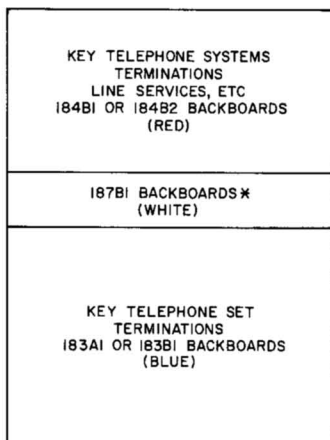 KEY TELEPHONE SYSTEMS
TERMINATIONS
LINE SERVICES, ETC
184B1 OR 184B2 BACKBOARDS
(RED)
187B1 BACKBOARDS*
(WHITE)
KEY TELEPHONE SET
TERMINATIONS
183A1 OR 183B1 BACKBOARDS
(BLUE)